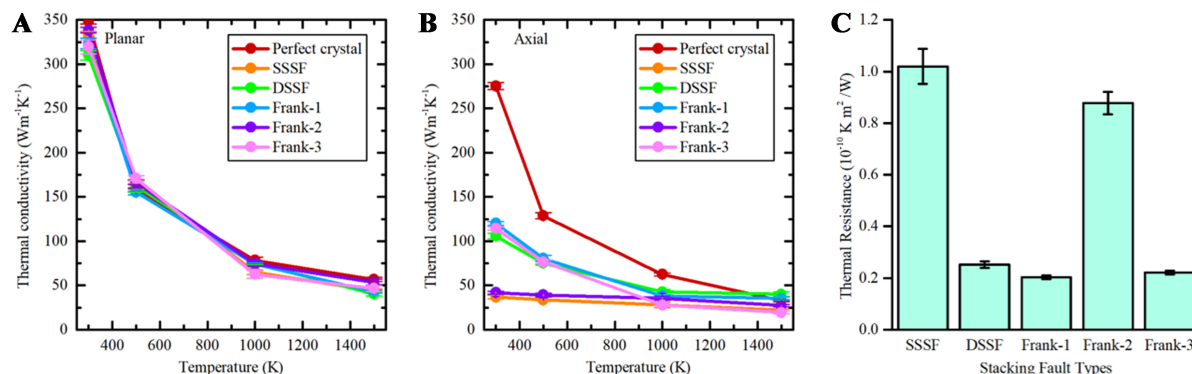 A
Planar
Thermal conductivity (Wm⁻¹K⁻¹)
350
300
250
200
150
100
50
0
Perfect crystal
SSSF
DSSF
Frank-1
Frank-2
Frank-3
400 600 800 1000 1200 1400
Temperature (K)
B
Axial
Thermal conductivity (Wm⁻¹K⁻¹)
350
300
250
200
150
100
50
0
Perfect crystal
SSSF
DSSF
Frank-1
Frank-2
Frank-3
400 600 800 1000 1200 1400
Temperature (K)
C
Thermal Resistance (10⁻¹⁰ K m² /W)
1.2
1.0
0.8
0.6
0.4
0.2
0.0
SSSF DSSF Frank-1 Frank-2 Frank-3
Stacking Fault Types